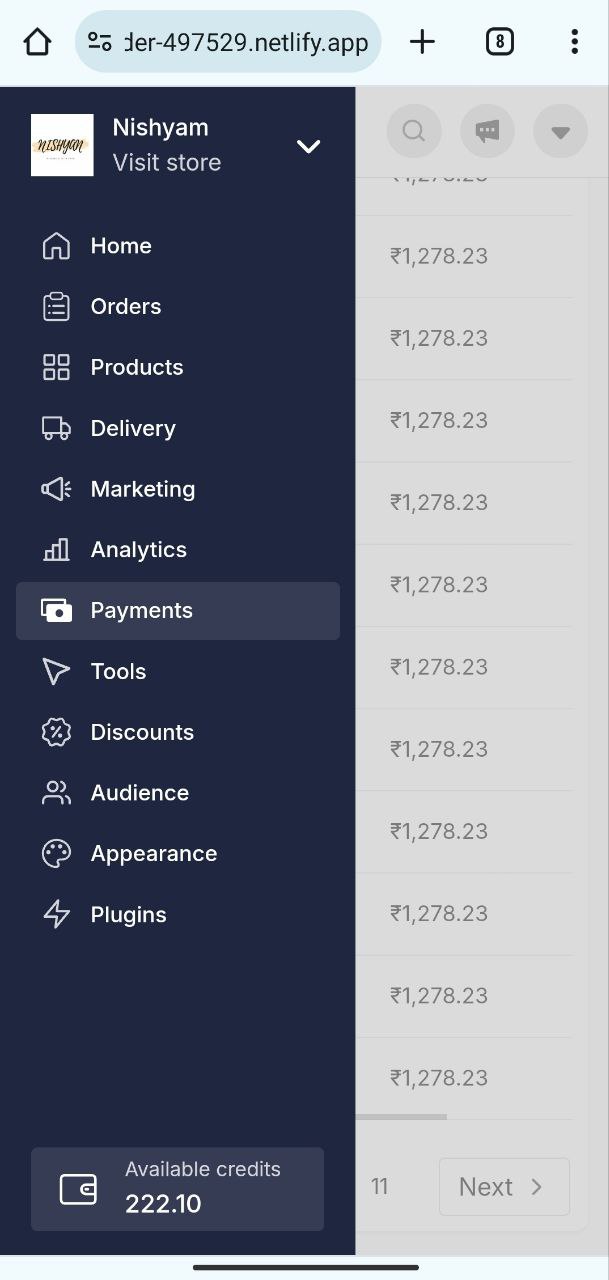 der-497529.netlify.app
8
NISHYAM
Nishyam
Visit store
Home
Orders
Products
Delivery
Marketing
Analytics
Payments
Tools
Discounts
Audience
Appearance
Plugins
Available credits
222.10
₹1,278.23
₹1,278.23
₹1,278.23
₹1,278.23
₹1,278.23
₹1,278.23
₹1,278.23
₹1,278.23
₹1,278.23
₹1,278.23
₹1,278.23
₹1,278.23
11
Next